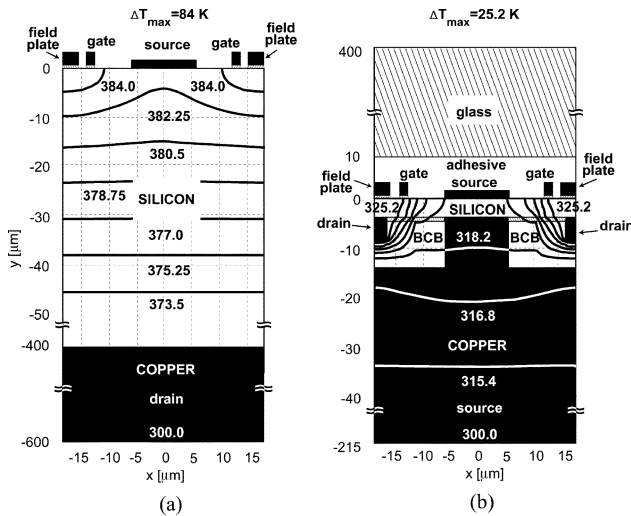 ΔTmax=84 K
field plate
gate
source
field plate
0
384.0
384.0
382.25
-10
380.5
-20
378.75
SILICON
-30
377.0
y [μm]
-40
375.25
-50
373.5
-400
COPPER
drain
300.0
-600
-15 -10 -5 0 5 10 15
x [μm]
(a)
ΔTmax=25.2 K
400
glass
10
adhesive
field plate
gate
source
gate
field plate
0
325.2
SILICON
325.2
drain
drain
BCB
318.2
BCB
-10
-20
316.8
COPPER
-30
315.4
-40
source
300.0
-215
-15 -10 -5 0 5 10 15
x [μm]
(b)